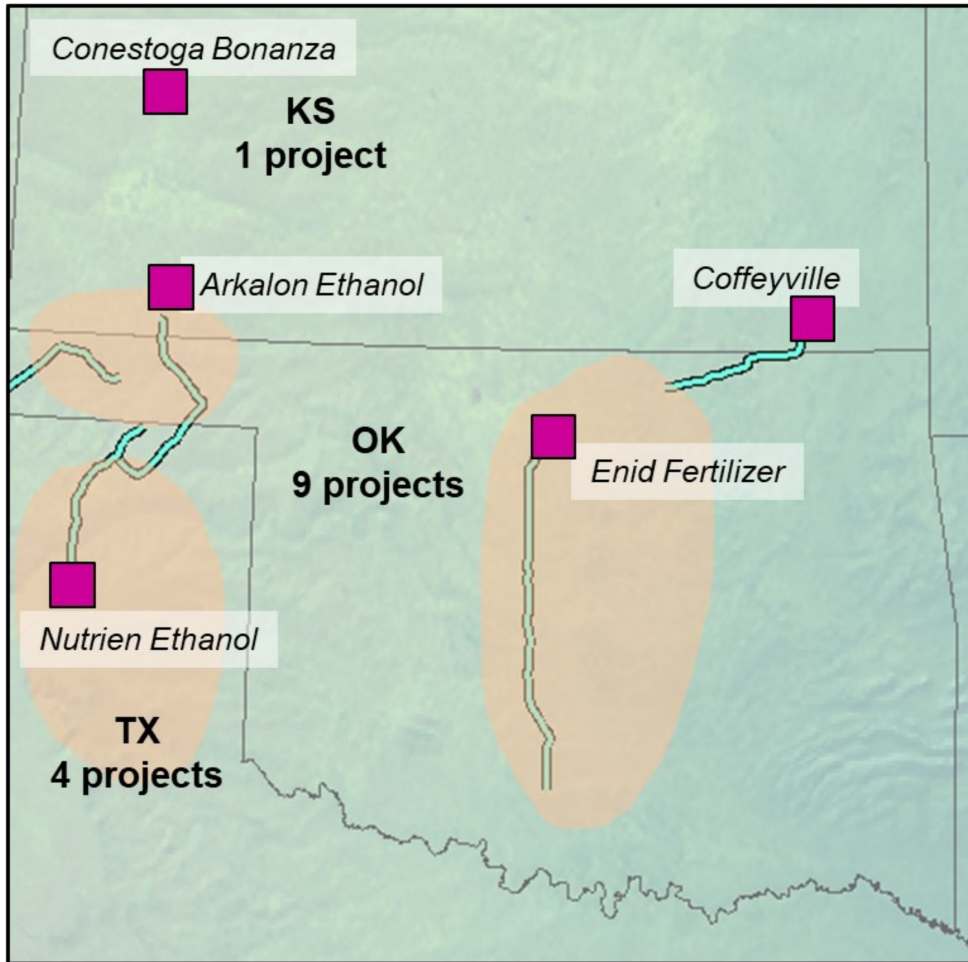 Conestoga Bonanza
KS
1 project
Arkalon Ethanol
Coffeyville
OK
9 projects
Enid Fertilizer
Nutrien Ethanol
TX
4 projects